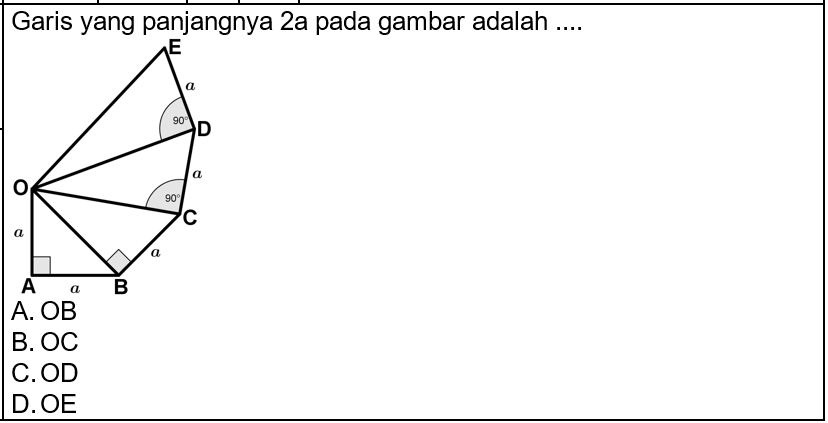 Garis yang panjangnya 2a pada gambar adalah ....
E
a
90°
D
a
O
90°
C
a
a
A
a
B
A. OB
B. OC
C. OD
D. OE